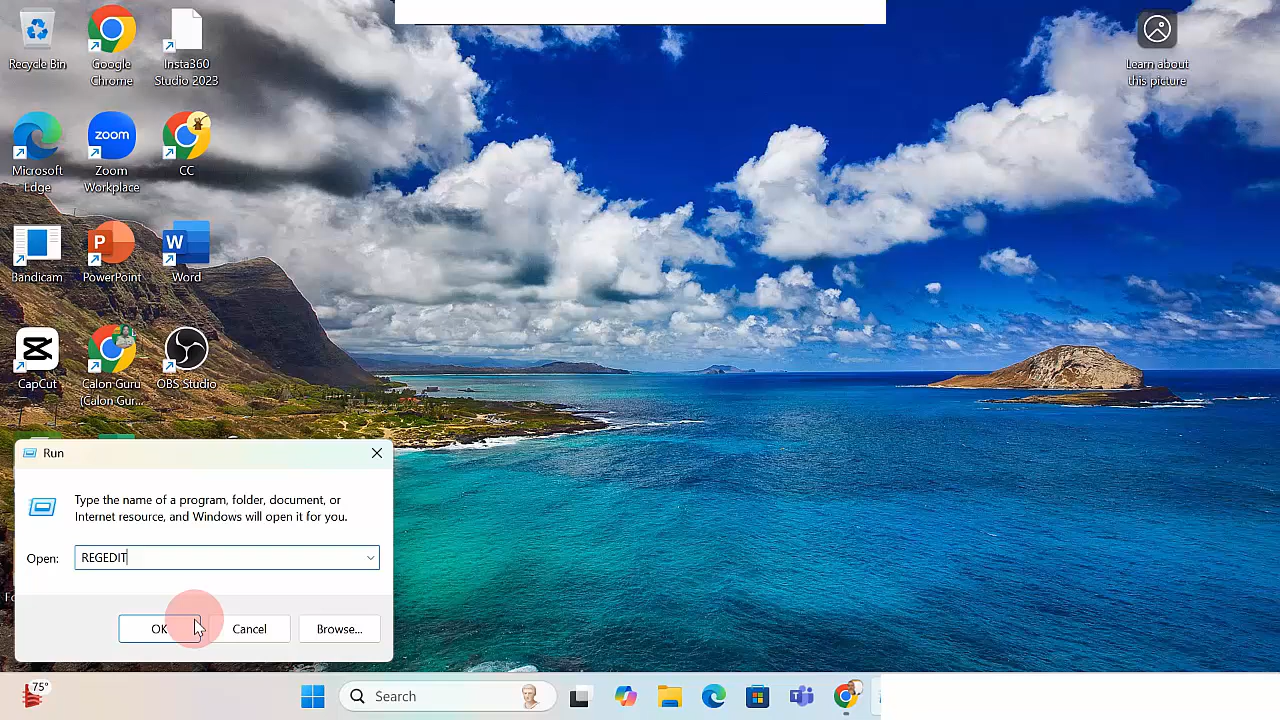 Recycle Bin
Google
Chrome
Insta360
Studio 2023
Learn about
this picture
Microsoft
Edge
zoom
Zoom
Workplace
CC
Bandicam
P
PowerPoint
W
Word
CapCut
Calon Guru
(Calon Gur...
OBS Studio
Run
Type the name of a program, folder, document, or
Internet resource, and Windows will open it for you.
Open:
REGEDIT
OK
Cancel
Browse...
75°
Search